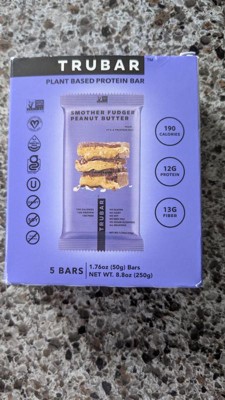 TRUBAR
PLANT BASED PROTEIN BAR
SMOTHER FUDGER
PEANUT BUTTER
190
CALORIES
12G
PROTEIN
13G
FIBER
TRUBAR
5 BARS
1.76oz (50g) Bars
NET WT. 8.8oz (250g)